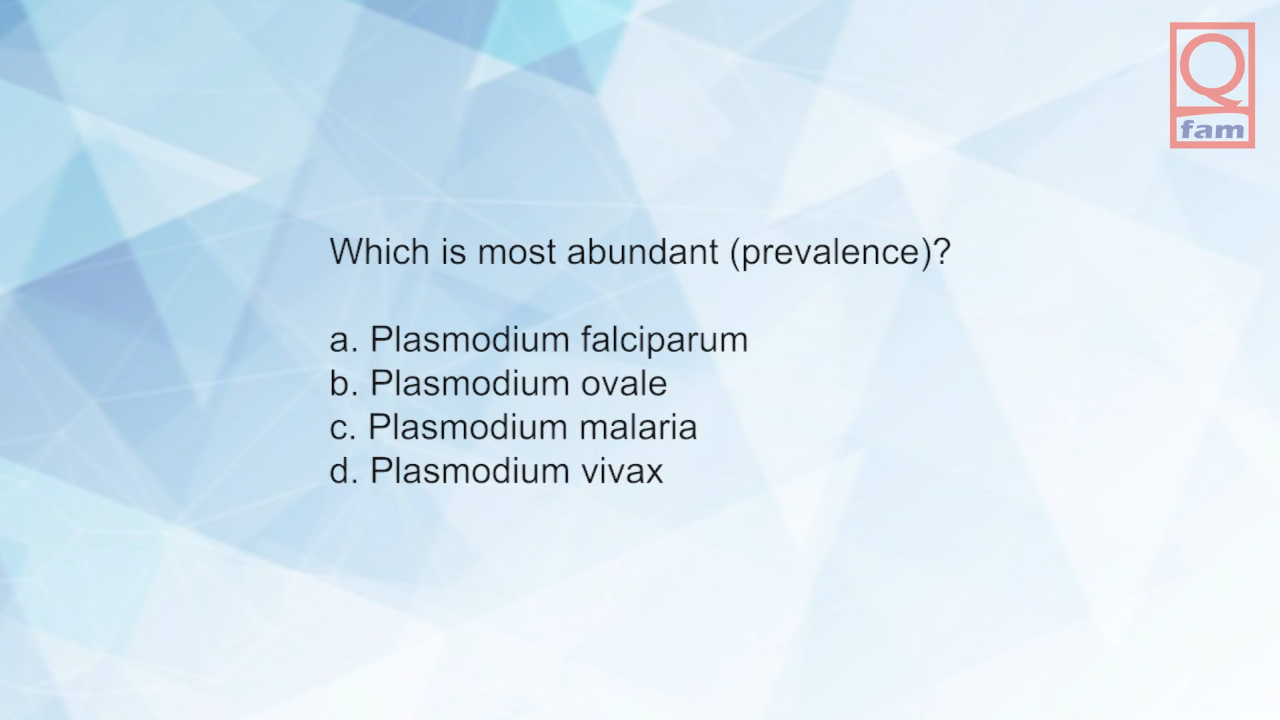 Q
fam
Which is most abundant (prevalence)?
a. Plasmodium falciparum
b. Plasmodium ovale
c. Plasmodium malaria
d. Plasmodium vivax